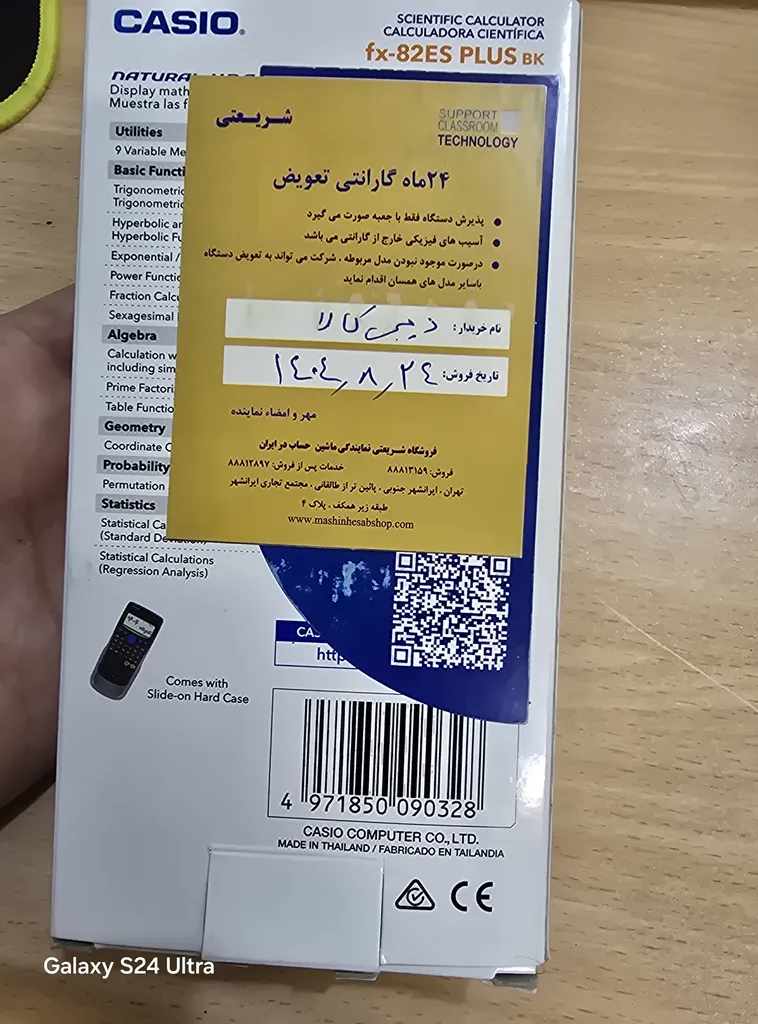 CASIO
SCIENTIFIC CALCULATOR
CALCULADORA CIENTÍFICA
fx-82ES PLUS BK
Display math
Muestra las f
Utilities
9 Variable Me
Basic Functi
Trigonometric
Trigonometric
Hyperbolic an
Hyperbolic Fu
Exponential /
Power Functio
Fraction Calcu
Sexagesimal
Algebra
Calculation w
including sim
Prime Factori
Table Functio
Geometry
Coordinate C
Probability
Permutation
Statistics
Statistical Ca
(Standard Deviation)
Statistical Calculations
(Regression Analysis)
Comes with
Slide-on Hard Case
شریعتی
SUPPORT
CLASSROOM
TECHNOLOGY
۲۴ماه گارانتی تعویض
● پذیرش دستگاه فقط با جعبه صورت می گیرد
● آسیب های فیزیکی خارج از گارانتی می باشد
● درصورت موجود نبودن مدل مربوطه ، شرکت می تواند به تعویض دستگاه
باسایر مدل های همسان اقدام نماید
نام خریدار: دیجی کالا
تاریخ فروش: ۱۴۰۴٫۸٫۲۴
مهر و امضاء نماینده
فروشگاه شریعتی نمایندگی ماشین حساب در ایران
فروش: ۸۸۸۱۳۱۵۹ خدمات پس از فروش: ۸۸۸۱۲۸۹۷
تهران ، ایرانشهر جنوبی ، پائین تر از طالقانی ، مجتمع تجاری ایرانشهر
طبقه زیر همکف ، پلاک ۴
www.mashinhesabshop.com
CAS
http
4 971850 090328
CASIO COMPUTER CO., LTD.
MADE IN THAILAND / FABRICADO EN TAILANDIA
CE
Galaxy S24 Ultra